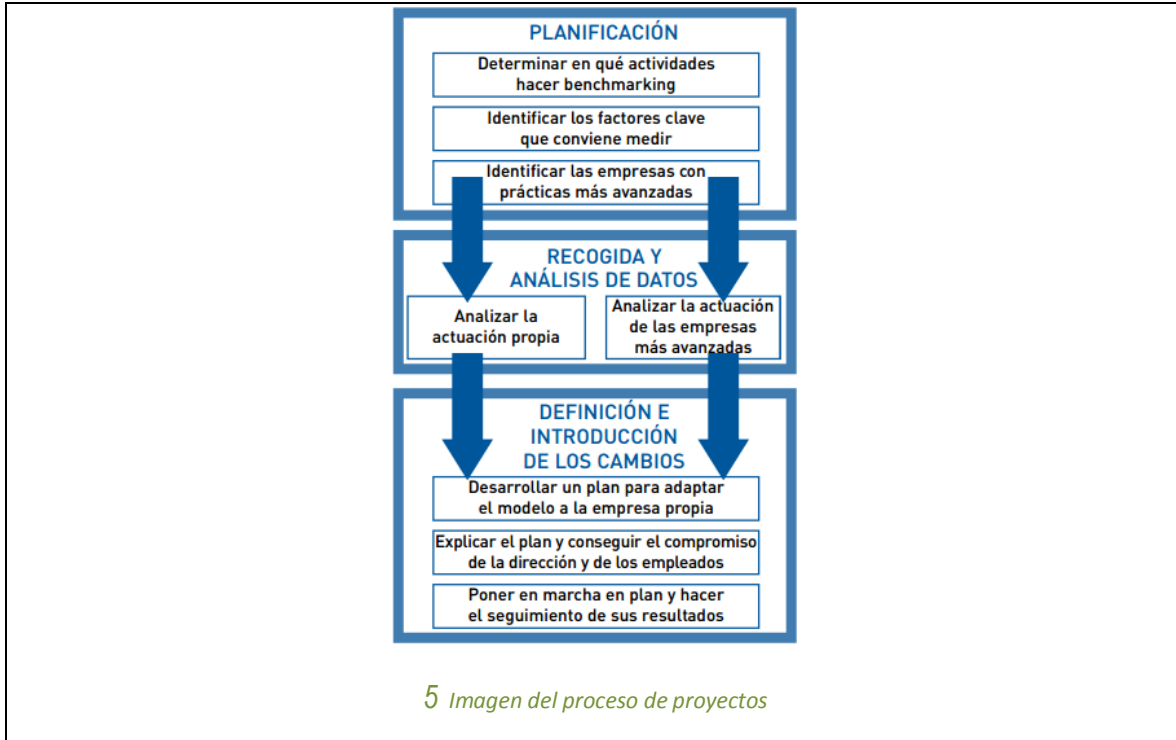 PLANIFICACIÓN
Determinar en qué actividades
hacer benchmarking
Identificar los factores clave
que conviene medir
Identificar las empresas con
prácticas más avanzadas
RECOGIDA Y
ANÁLISIS DE DATOS
Analizar la
actuación propia
Analizar la actuación
de las empresas
más avanzadas
DEFINICIÓN E
INTRODUCCIÓN
DE LOS CAMBIOS
Desarrollar un plan para adaptar
el modelo a la empresa propia
Explicar el plan y conseguir el compromiso
de la dirección y de los empleados
Poner en marcha en plan y hacer
el seguimiento de sus resultados
5 Imagen del proceso de proyectos